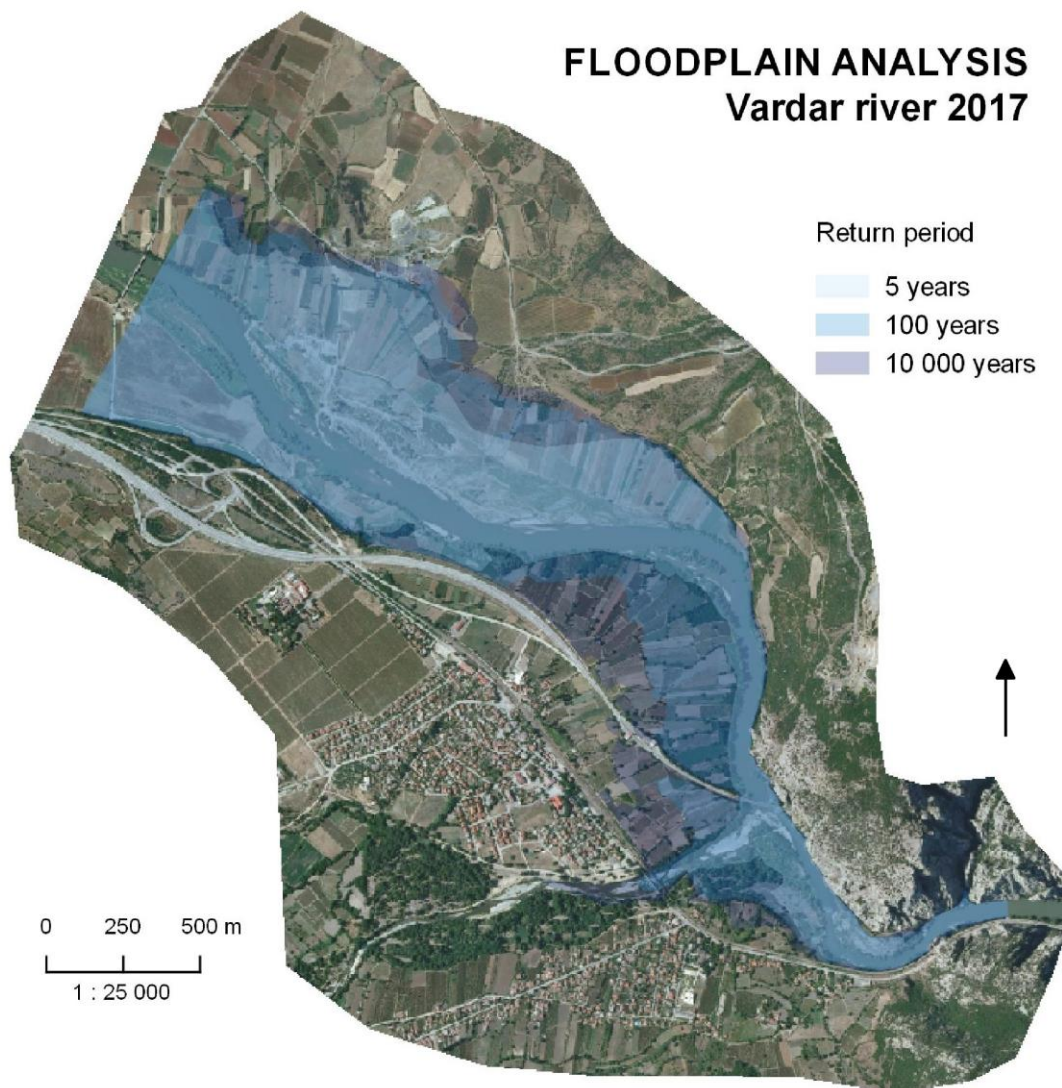 FLOODPLAIN ANALYSIS
Vardar river 2017
Return period
5 years
100 years
10 000 years
0 250 500 m
1 : 25 000